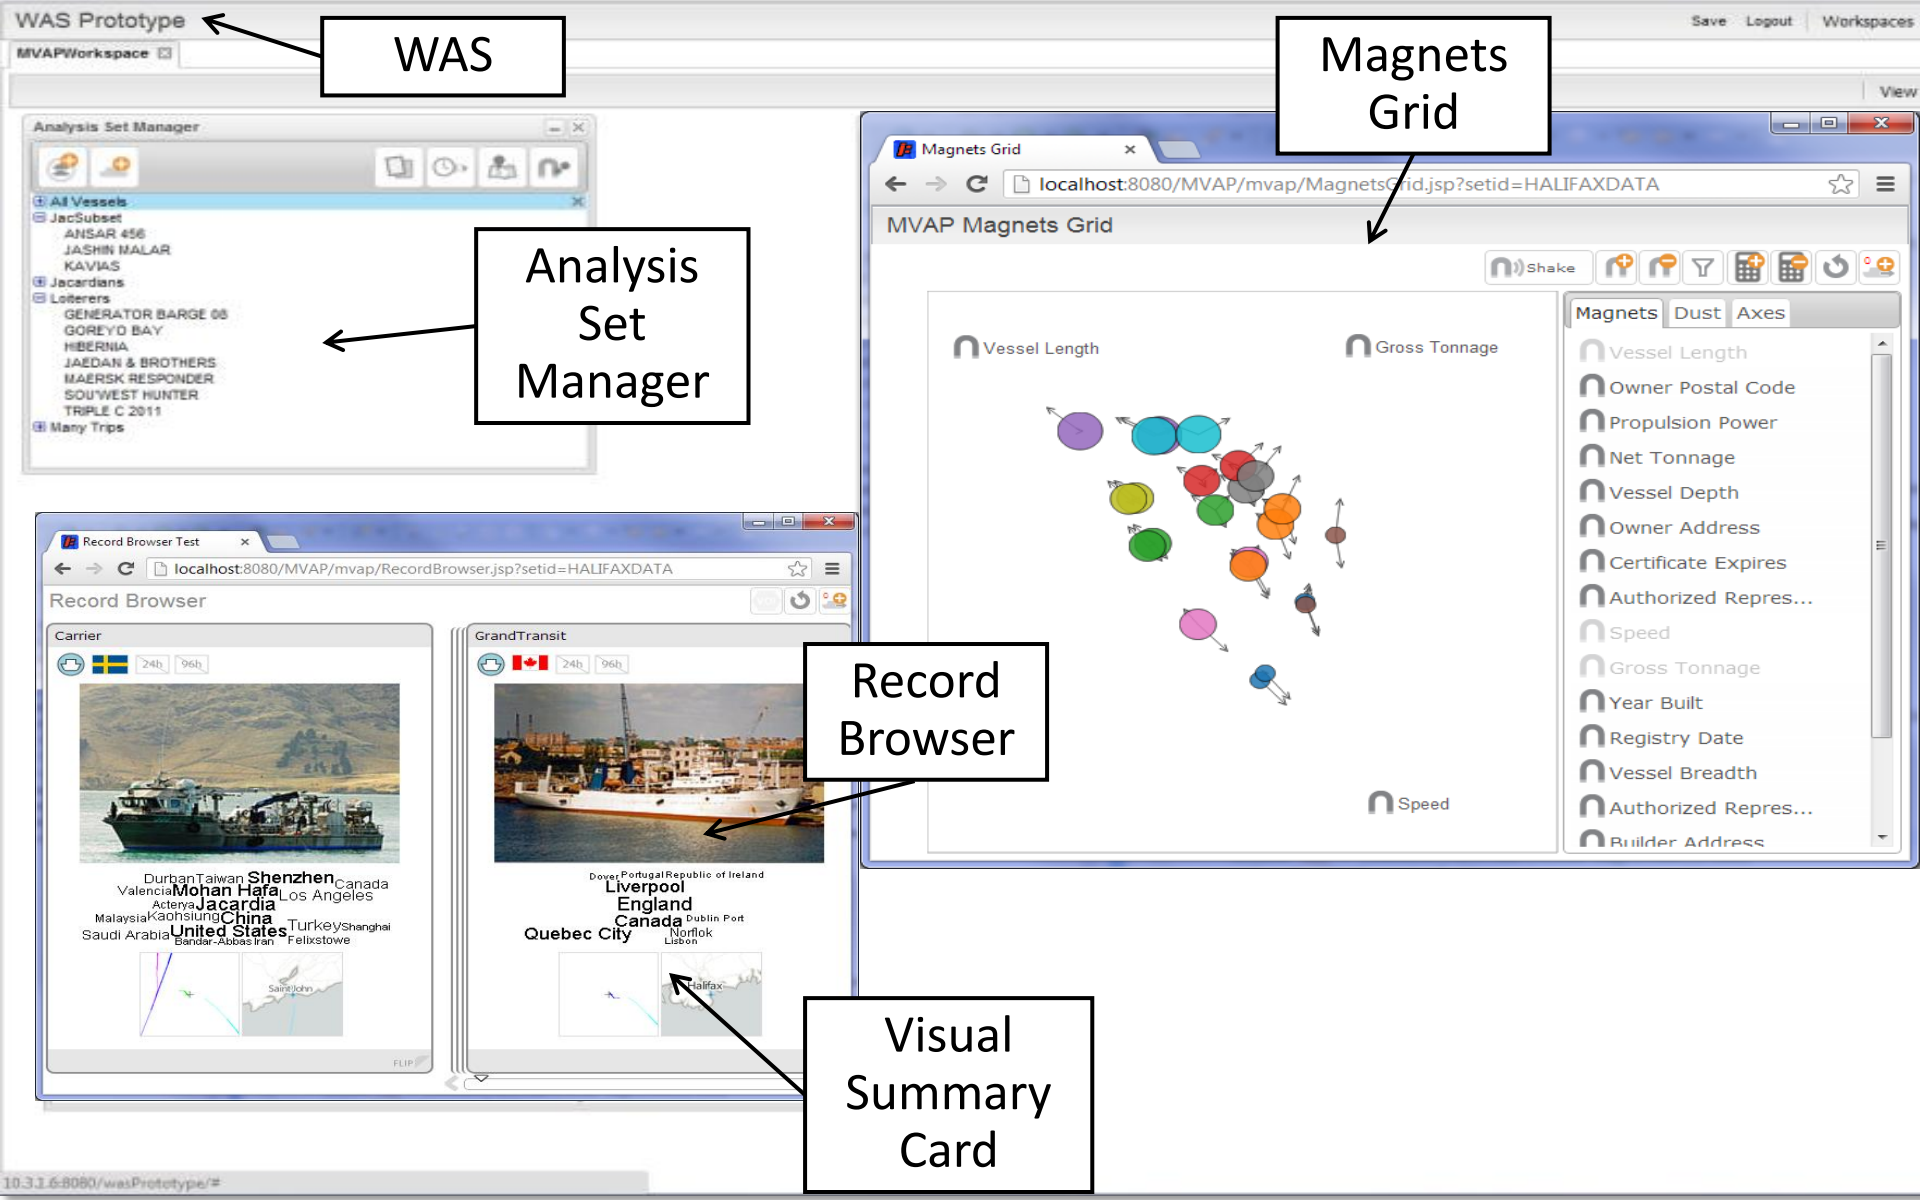 WAS Prototype
Save Logout Workspaces
MVAPWorkspace
View
WAS
Magnets
Grid
Analysis Set Manager
All Vessels
JacSubset
ANSAR 456
JASHIN MALAR
KAVIAS
Jacardians
Loiterers
GENERATOR BARGE 06
GOREYO BAY
HIBERNIA
JAEDAN & BROTHERS
MAERSK RESPONDER
SOU'WEST HUNTER
TRIPLE C 2011
Many Trips
Analysis
Set
Manager
Magnets Grid
localhost:8080/MVAP/mvap/MagnetsGrid.jsp?setid=HALIFAXDATA
MVAP Magnets Grid
Shake
Vessel Length
Gross Tonnage
Speed
Magnets Dust Axes
Vessel Length
Owner Postal Code
Propulsion Power
Net Tonnage
Vessel Depth
Owner Address
Certificate Expires
Authorized Repres...
Speed
Gross Tonnage
Year Built
Registry Date
Vessel Breadth
Authorized Repres...
Builder Address
Record Browser Test
localhost:8080/MVAP/mvap/RecordBrowser.jsp?setid=HALIFAXDATA
Record Browser
Carrier
24h 96h
Durban Taiwan Shenzhen Canada
Valencia Mohan Hafa Los Angeles
Acterya Jacardia
Malaysia Kaohsiung China Turkey Shanghai
Saudi Arabia United States
Bandar-Abbas Iran Felixstowe
Saint John
FLIP
GrandTransit
24h 96h
Dover Portugal Republic of Ireland
Liverpool
England
Canada Dublin Port
Quebec City Norflok
Lisbon
Halifax
Record
Browser
Visual
Summary
Card
10.3.1.6:8080/wasPrototype/#